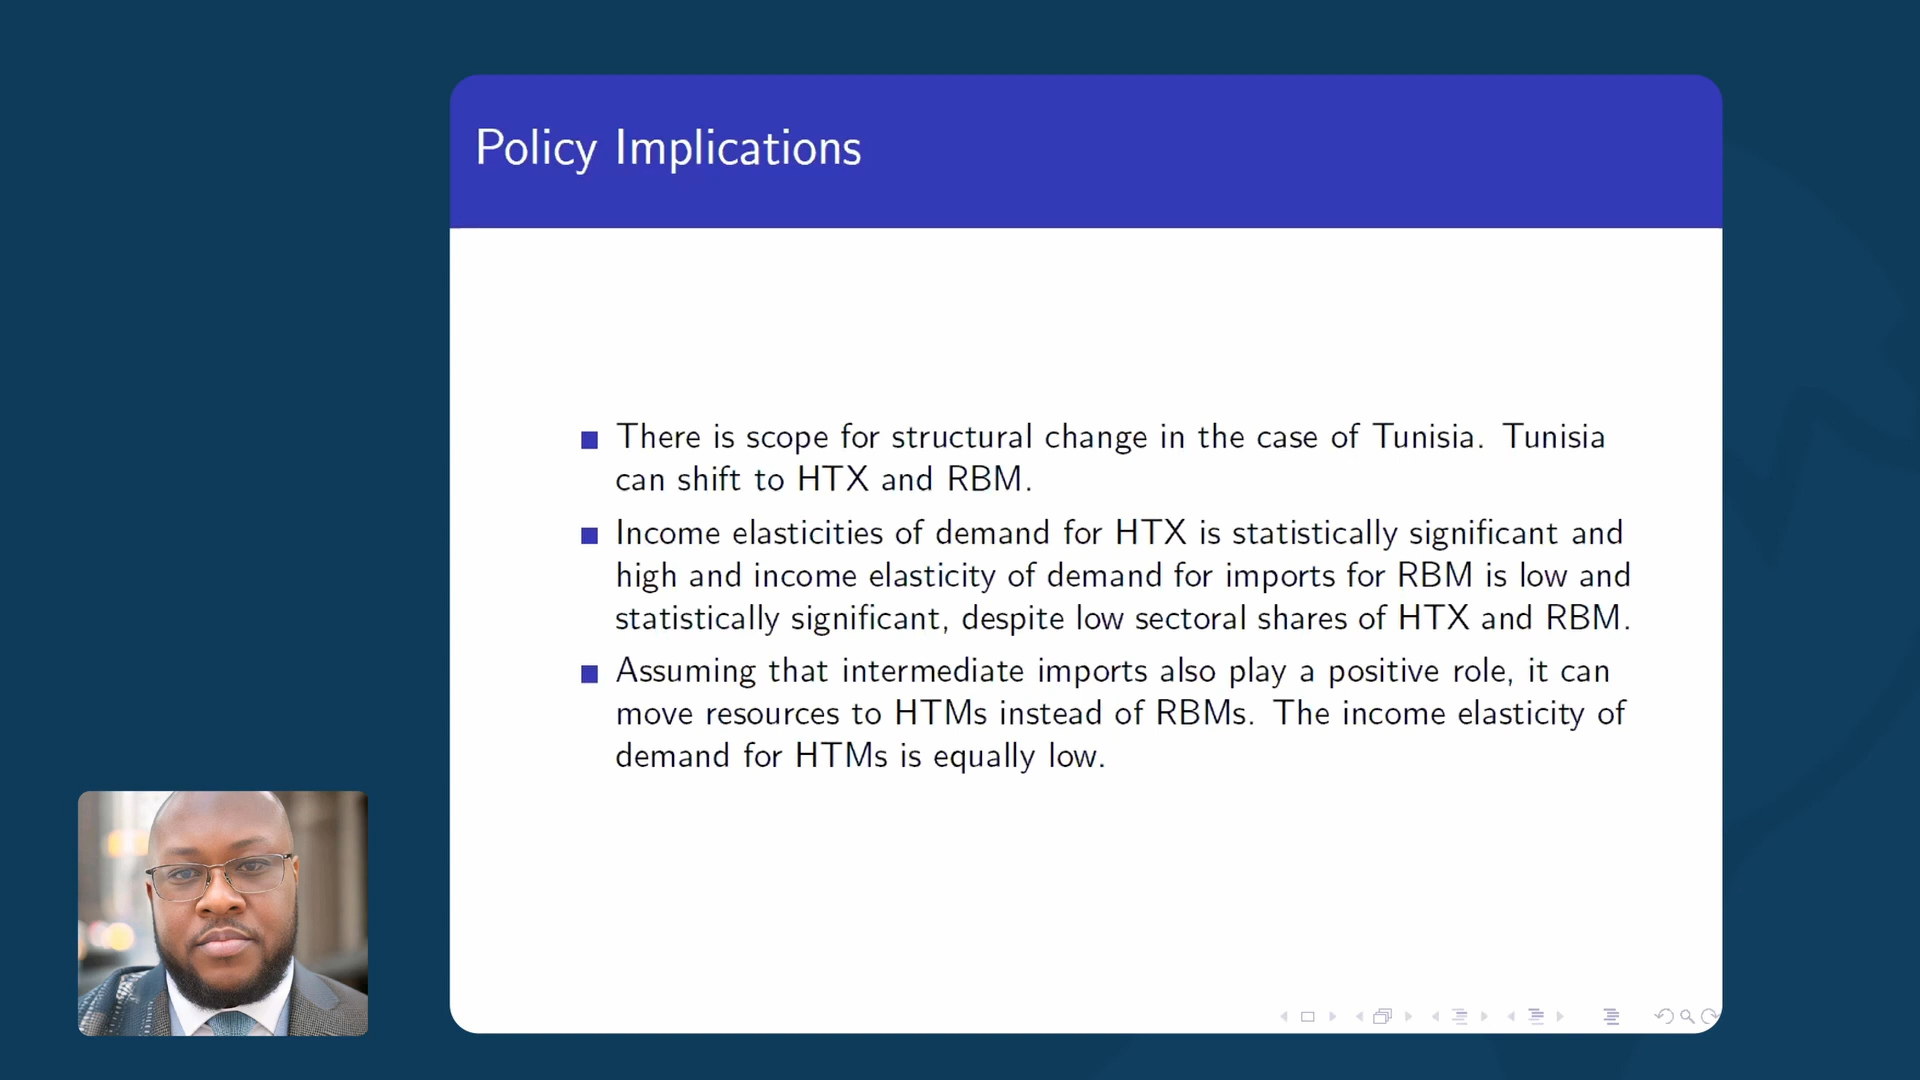 Policy Implications
There is scope for structural change in the case of Tunisia. Tunisia
can shift to HTX and RBM.
Income elasticities of demand for HTX is statistically significant and
high and income elasticity of demand for imports for RBM is low and
statistically significant, despite low sectoral shares of HTX and RBM.
Assuming that intermediate imports also play a positive role, it can
move resources to HTMs instead of RBMs. The income elasticity of
demand for HTMs is equally low.